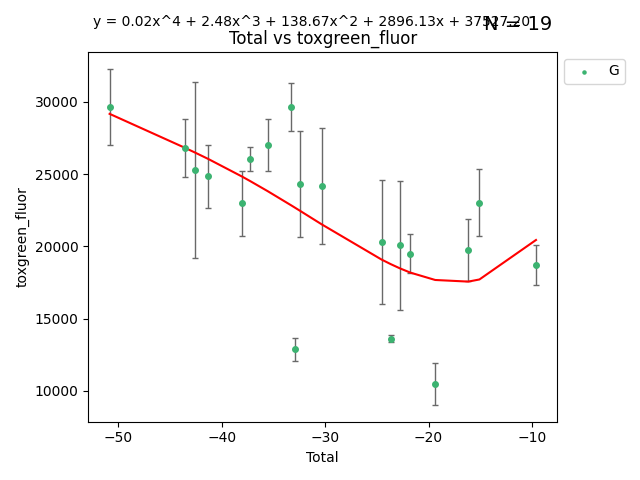 y = 0.02x^4 + 2.48x^3 + 138.67x^2 + 2896.13x + 37527.20
N = 19
Total vs toxgreen_fluor
G
30000
25000
20000
15000
10000
toxgreen_fluor
−50 −40 −30 −20 −10
Total